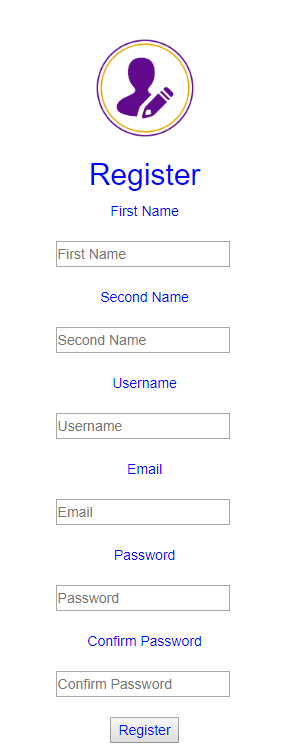 Register
First Name
First Name
Second Name
Second Name
Username
Username
Email
Email
Password
Password
Confirm Password
Confirm Password
Register